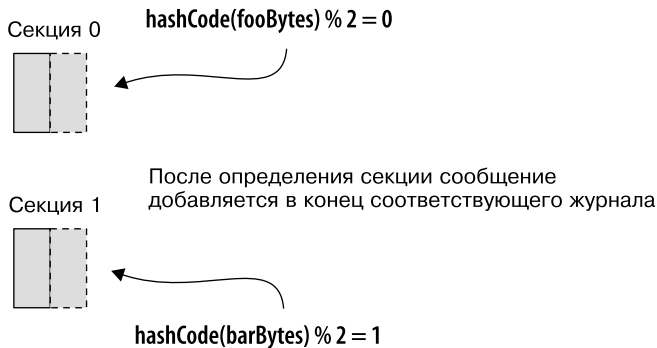 hashCode(fooBytes) % 2 = 0
Секция 0
После определения секции сообщение
добавляется в конец соответствующего журнала
Секция 1
hashCode(barBytes) % 2 = 1